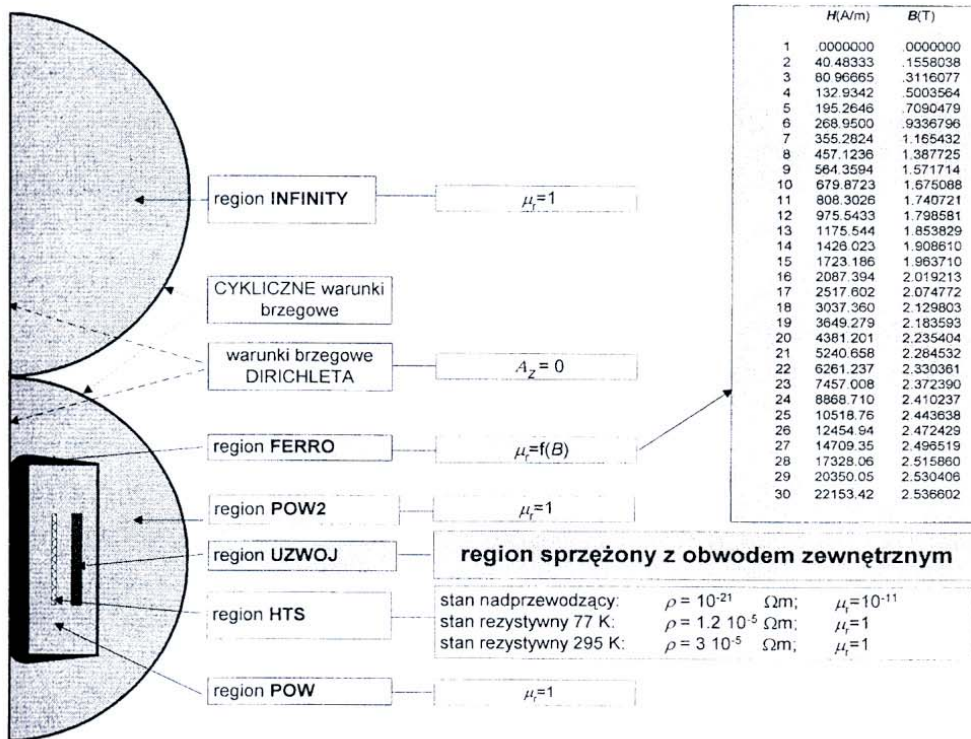 region INFINITY
μr=1
CYKLICZNE warunki
brzegowe
warunki brzegowe
DIRICHLETA
AZ = 0
region FERRO
μr=f(B)
region POW2
μr=1
region UZWOJ
region sprzężony z obwodem zewnętrznym
region HTS
stan nadprzewodzący: ρ = 10⁻²¹ Ωm; μr=10⁻¹¹
stan rezystywny 77 K: ρ = 1.2 10⁻⁵ Ωm; μr=1
stan rezystywny 295 K: ρ = 3 10⁻⁵ Ωm; μr=1
region POW
μr=1
H(A/m) B(T)
1 .0000000 .0000000
2 40.48333 .1558038
3 80.96665 .3116077
4 132.9342 .5003564
5 195.2646 .7090479
6 268.9500 .9336796
7 355.2824 1.165432
8 457.1236 1.387725
9 564.3594 1.571714
10 679.8723 1.675088
11 808.3026 1.740721
12 975.5433 1.798581
13 1175.544 1.853829
14 1426.023 1.908610
15 1723.186 1.963710
16 2087.394 2.019213
17 2517.602 2.074772
18 3037.360 2.129803
19 3649.279 2.183593
20 4381.201 2.235404
21 5240.658 2.284532
22 6261.237 2.330361
23 7457.008 2.372390
24 8868.710 2.410237
25 10518.76 2.443638
26 12454.94 2.472429
27 14709.35 2.496519
28 17328.06 2.515860
29 20350.05 2.530406
30 22153.42 2.536602